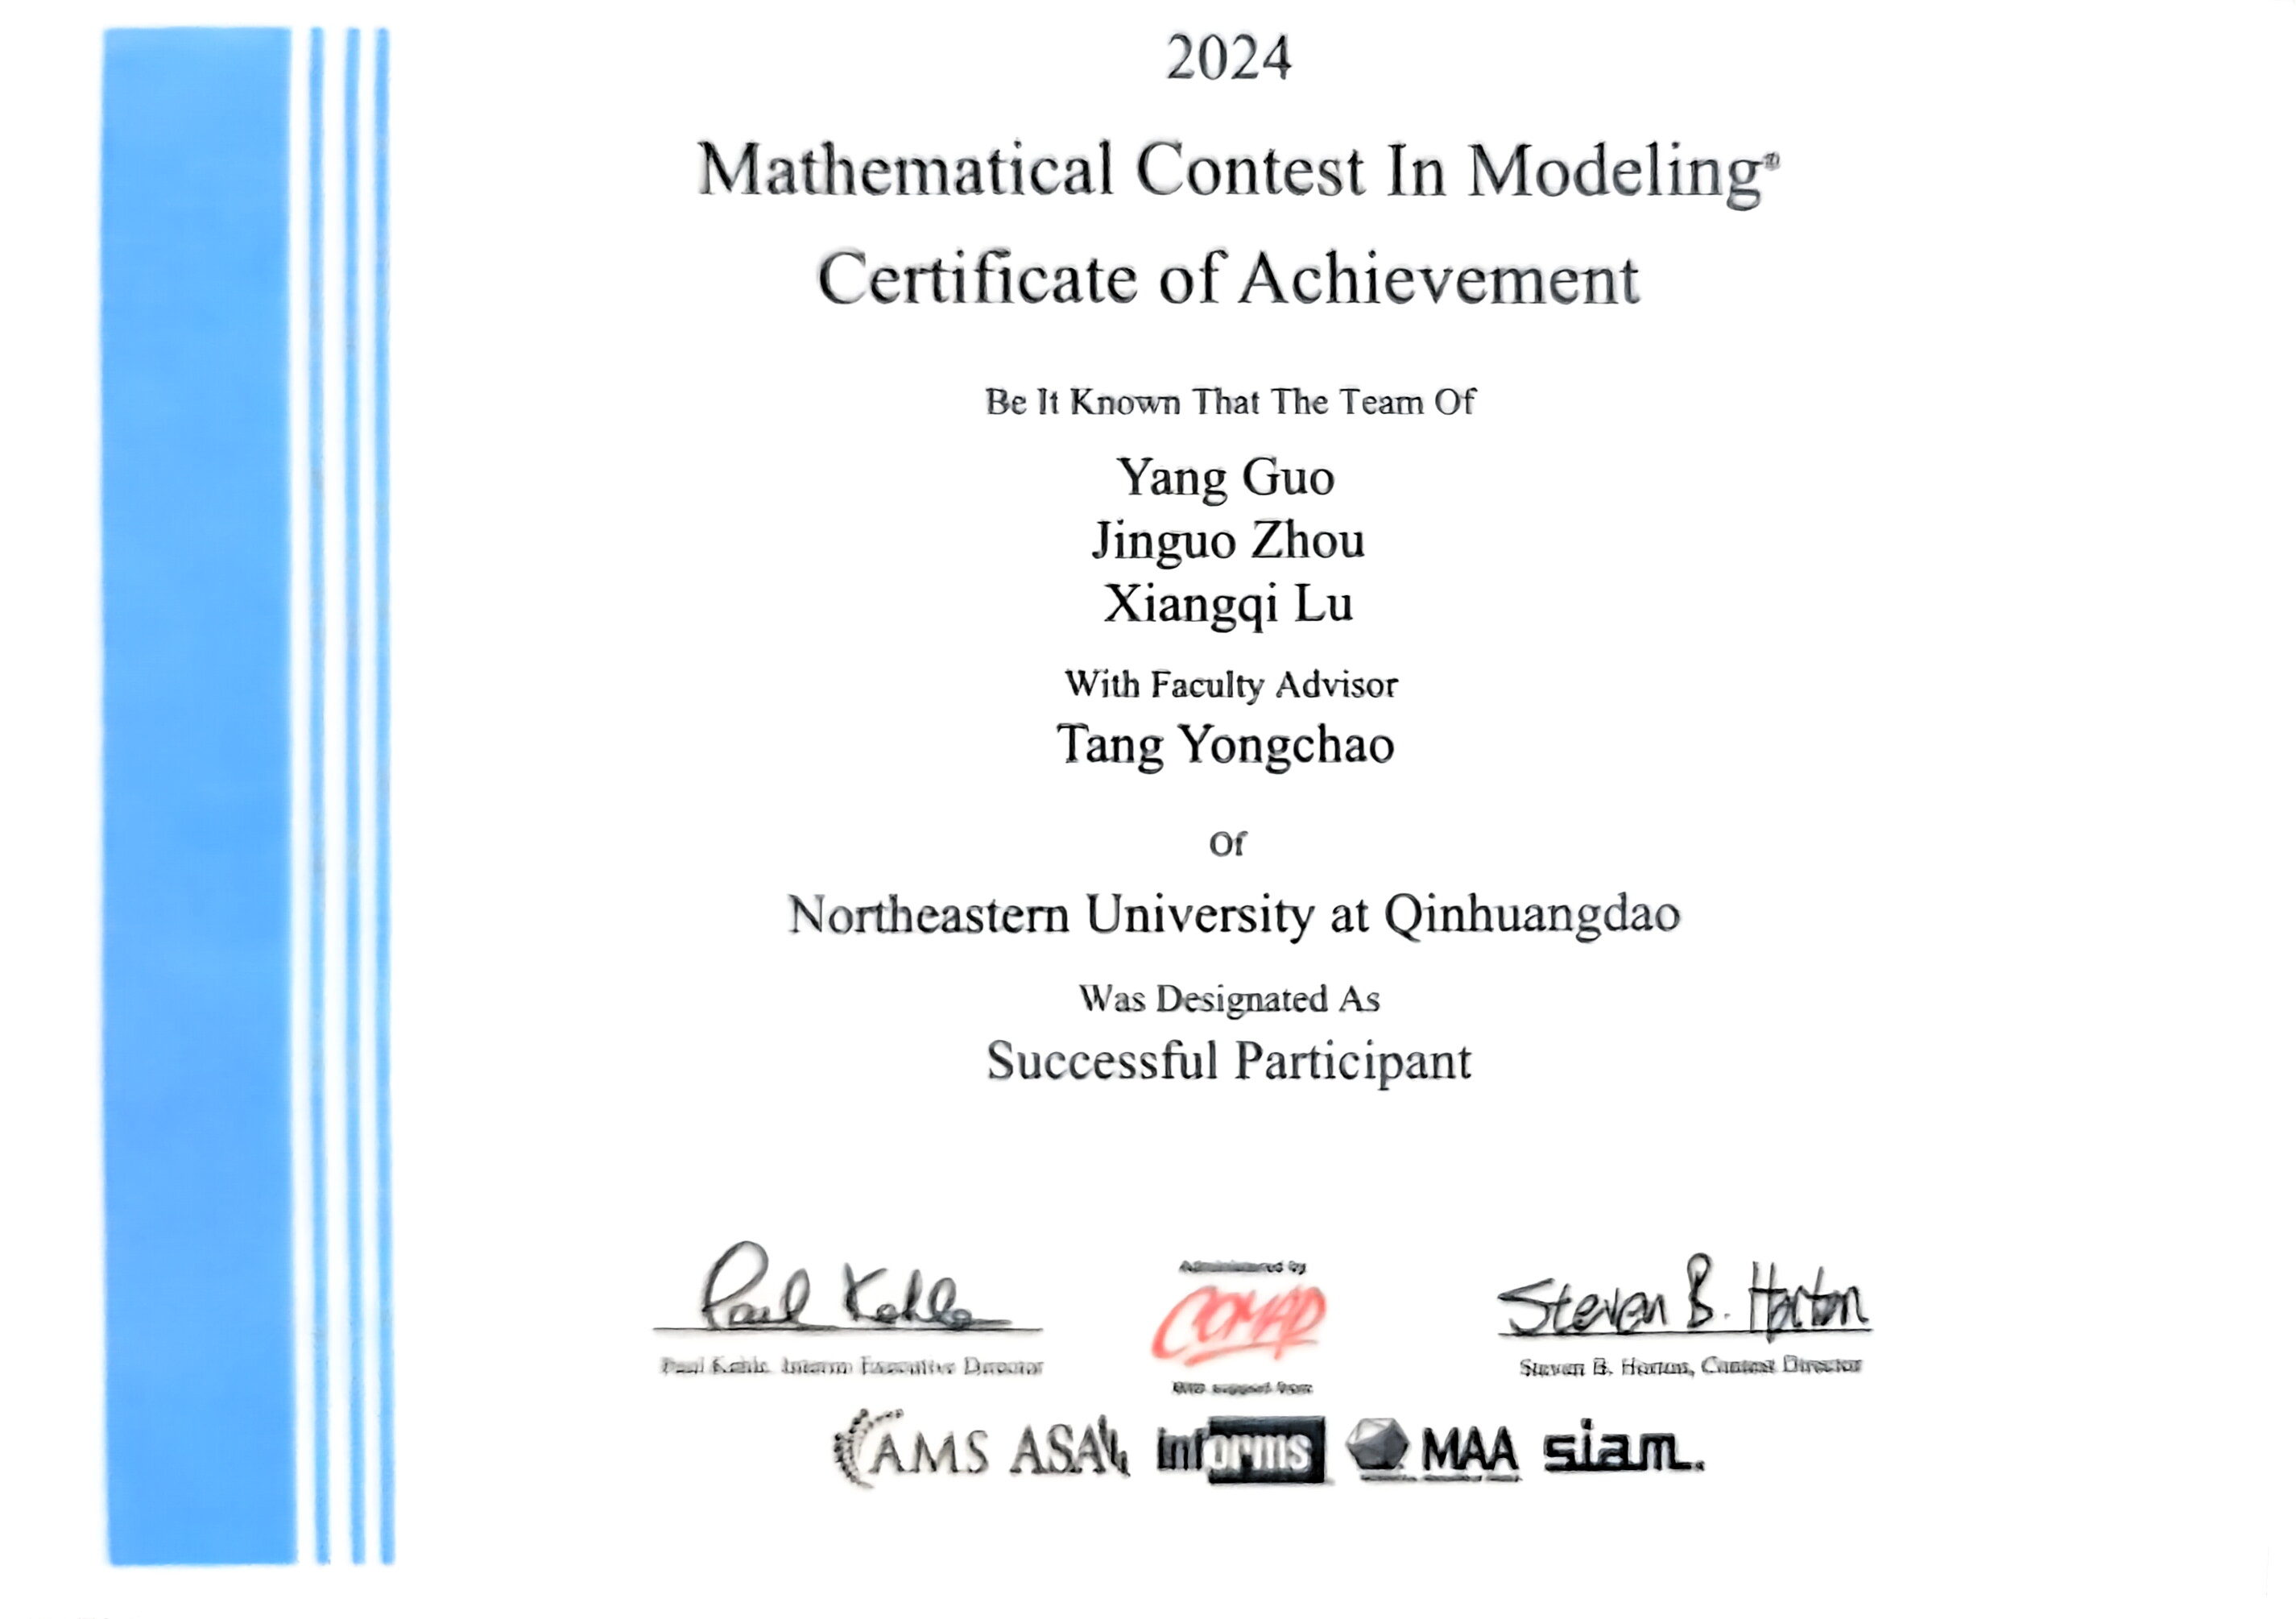 2024
Mathematical Contest In Modeling®
Certificate of Achievement
Be It Known That The Team Of
Yang Guo
Jinguo Zhou
Xiangqi Lu
With Faculty Advisor
Tang Yongchao
Of
Northeastern University at Qinhuangdao
Was Designated As
Successful Participant
Administered by
COMAP
Steven B. Horton
Paul Kehle, Interim Executive Director
Steven B. Horton, Contest Director
With support from
AMS ASA informs MAA siam.